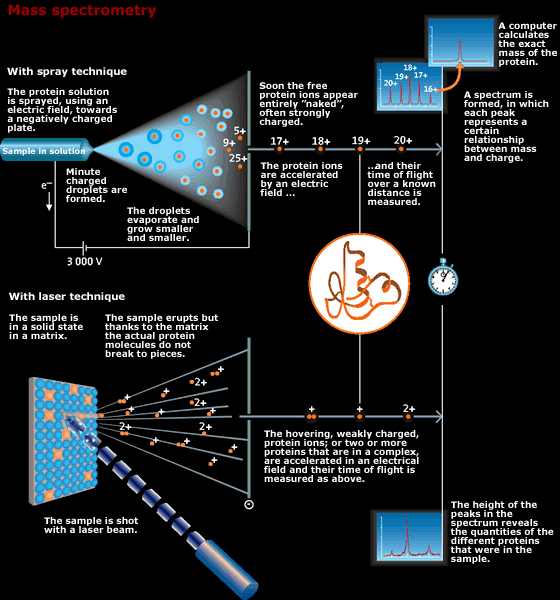 Mass spectrometry
With spray technique
The protein solution
is sprayed, using an
electric field, towards
a negatively charged
plate.
Sample in solution
e−
Minute
charged
droplets are
formed.
The droplets
evaporate and
grow smaller
and smaller.
3 000 V
5+
9+
25+
Soon the free
protein ions appear
entirely ”naked”,
often strongly
charged.
17+
18+
19+
20+
The protein ions
are accelerated
by an electric
field ...
..and their
time of flight
over a known
distance is
measured.
20+
19+
18+
17+
16+
A computer
calculates
the exact
mass of the
protein.
A spectrum is
formed, in which
each peak
represents a
certain
relationship
between mass
and charge.
With laser technique
The sample is
in a solid state
in a matrix.
The sample erupts but
thanks to the matrix
the actual protein
molecules do not
break to pieces.
+
+
2+
+
+
+
2+
2+
+
+
+
2+
+
+
+
2+
The hovering, weakly charged,
protein ions; or two or more
proteins that are in a complex,
are accelerated in an electrical
field and their time of flight is
measured as above.
The sample is shot
with a laser beam.
The height of the
peaks in the
spectrum reveals
the quantities of the
different proteins
that were in the
sample.